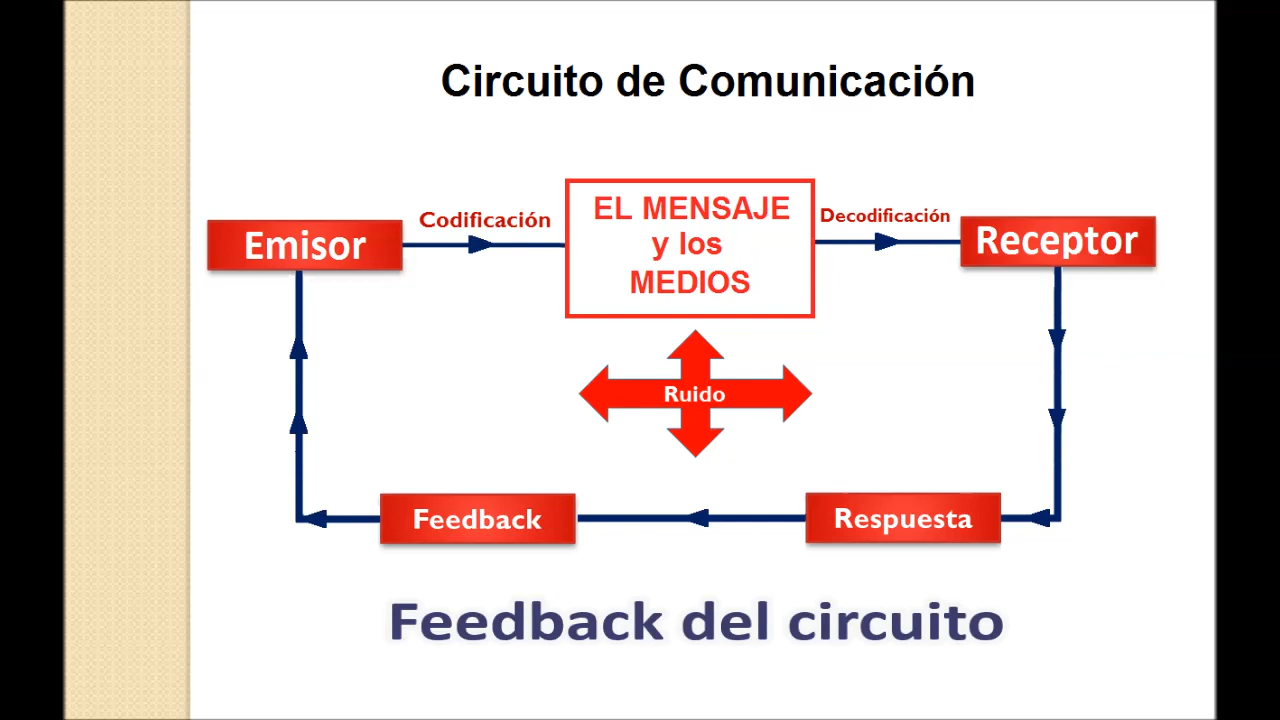 Circuito de Comunicación
Emisor
Codificación
EL MENSAJE
y los
MEDIOS
Decodificación
Receptor
Ruido
Feedback
Respuesta
Feedback del circuito